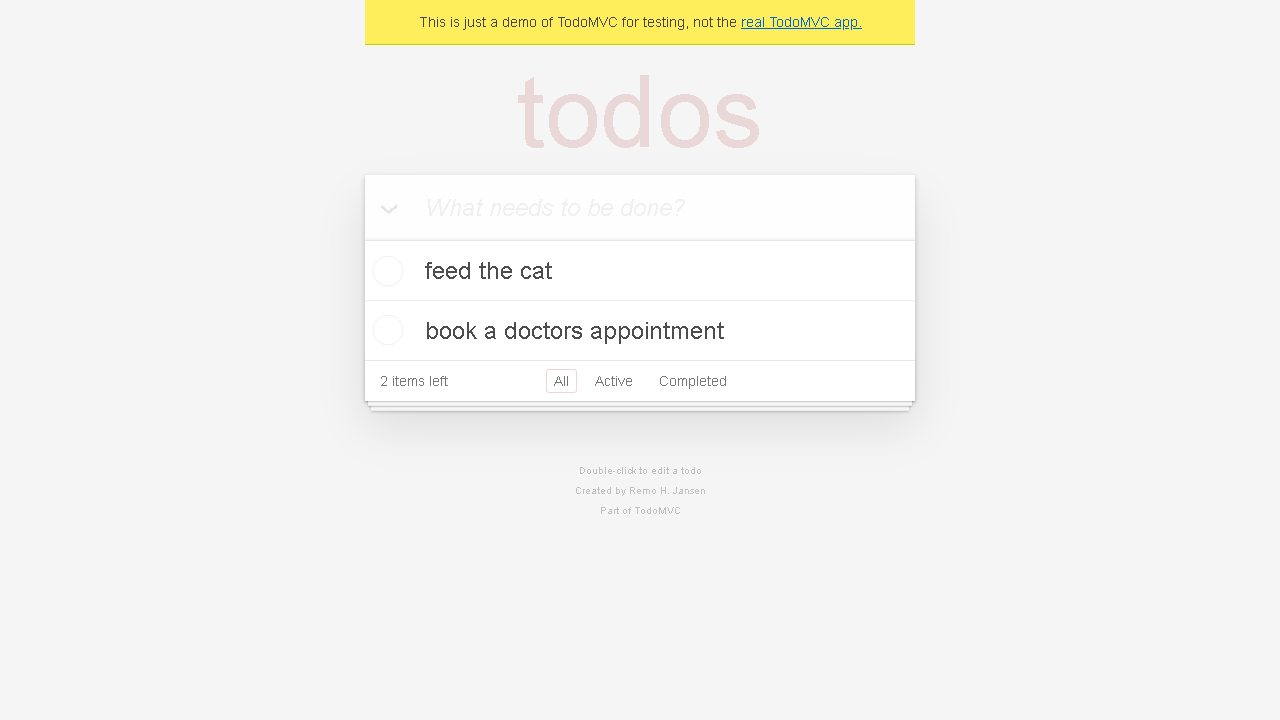 This is just a demo of TodoMVC for testing, not the real TodoMVC app.
todos
What needs to be done?
feed the cat
book a doctors appointment
2 items left All Active Completed
Double-click to edit a todo
Created by Remo H. Jansen
Part of TodoMVC